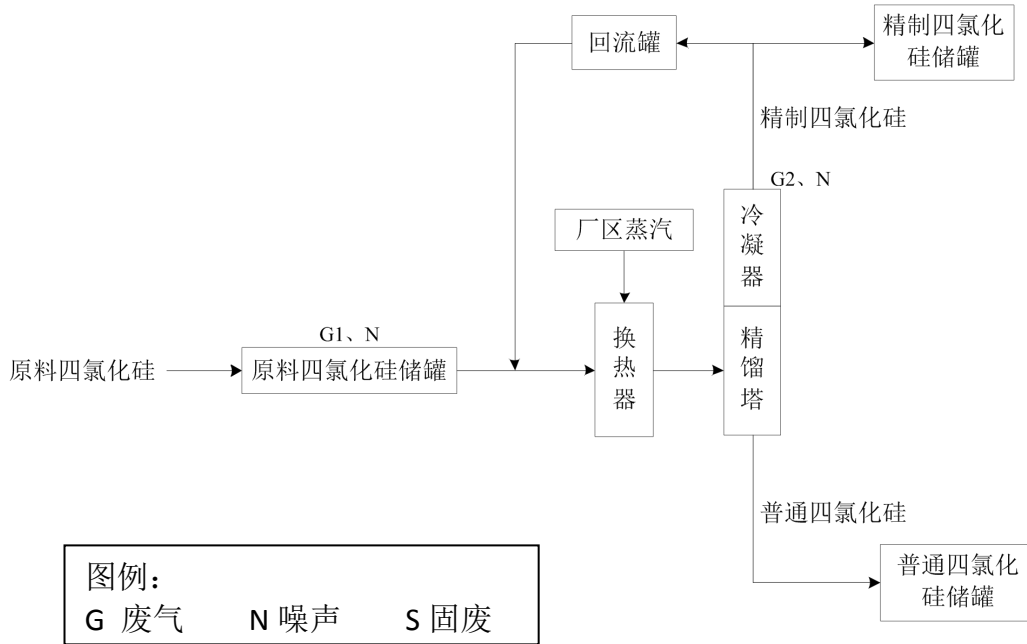 回流罐
精制四氯化
硅储罐
精制四氯化硅
G2、N
冷凝器
厂区蒸汽
G1、N
原料四氯化硅
原料四氯化硅储罐
换热器
精馏塔
普通四氯化硅
普通四氯化
硅储罐
图例：
G 废气 N 噪声 S 固废